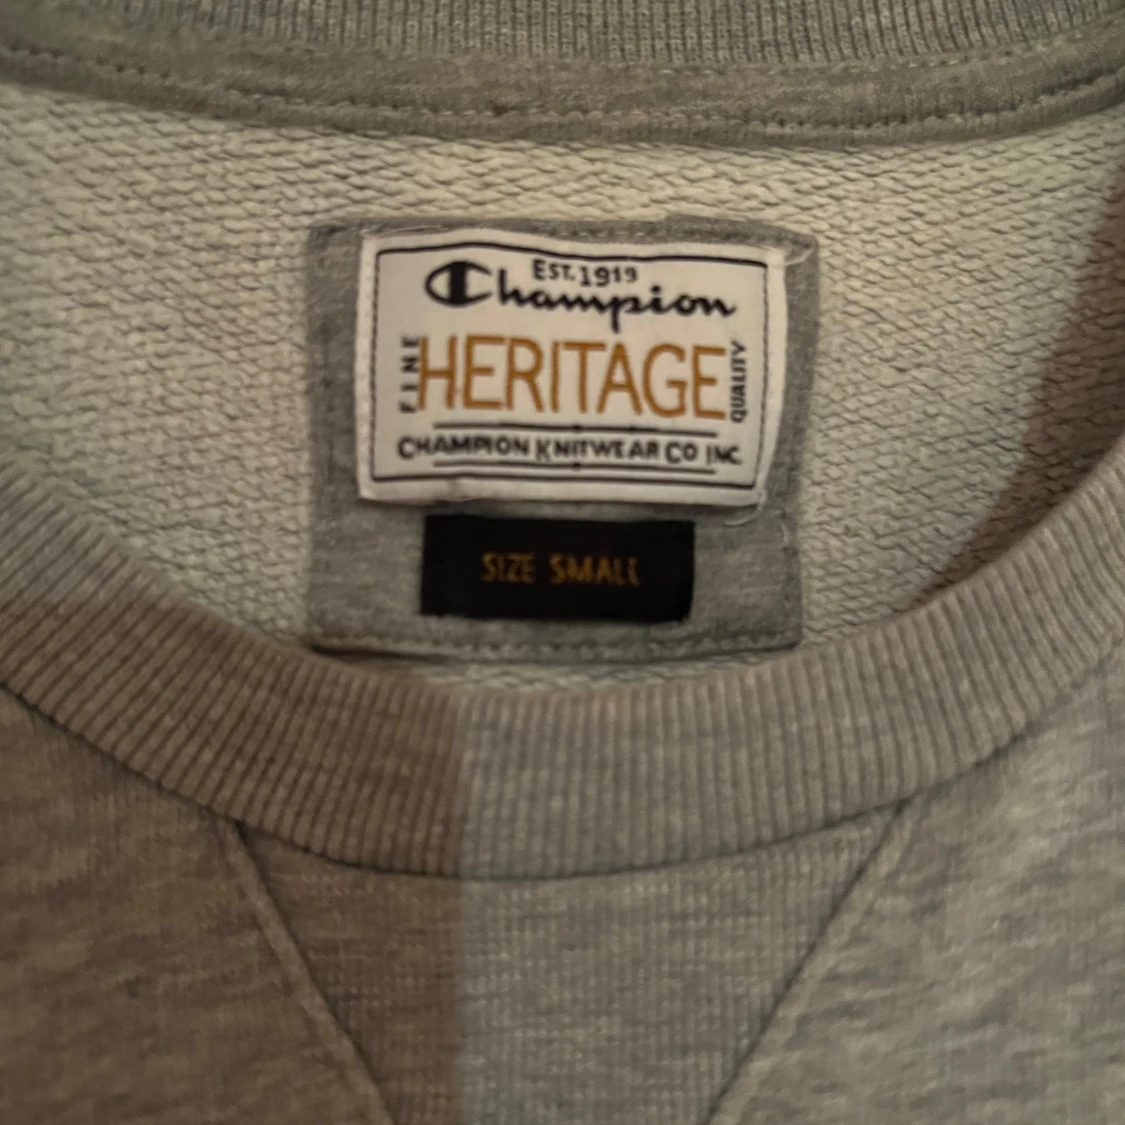 EST. 1919
Champion
FINE HERITAGE QUALITY
CHAMPION KNITWEAR CO INC.
SIZE SMALL